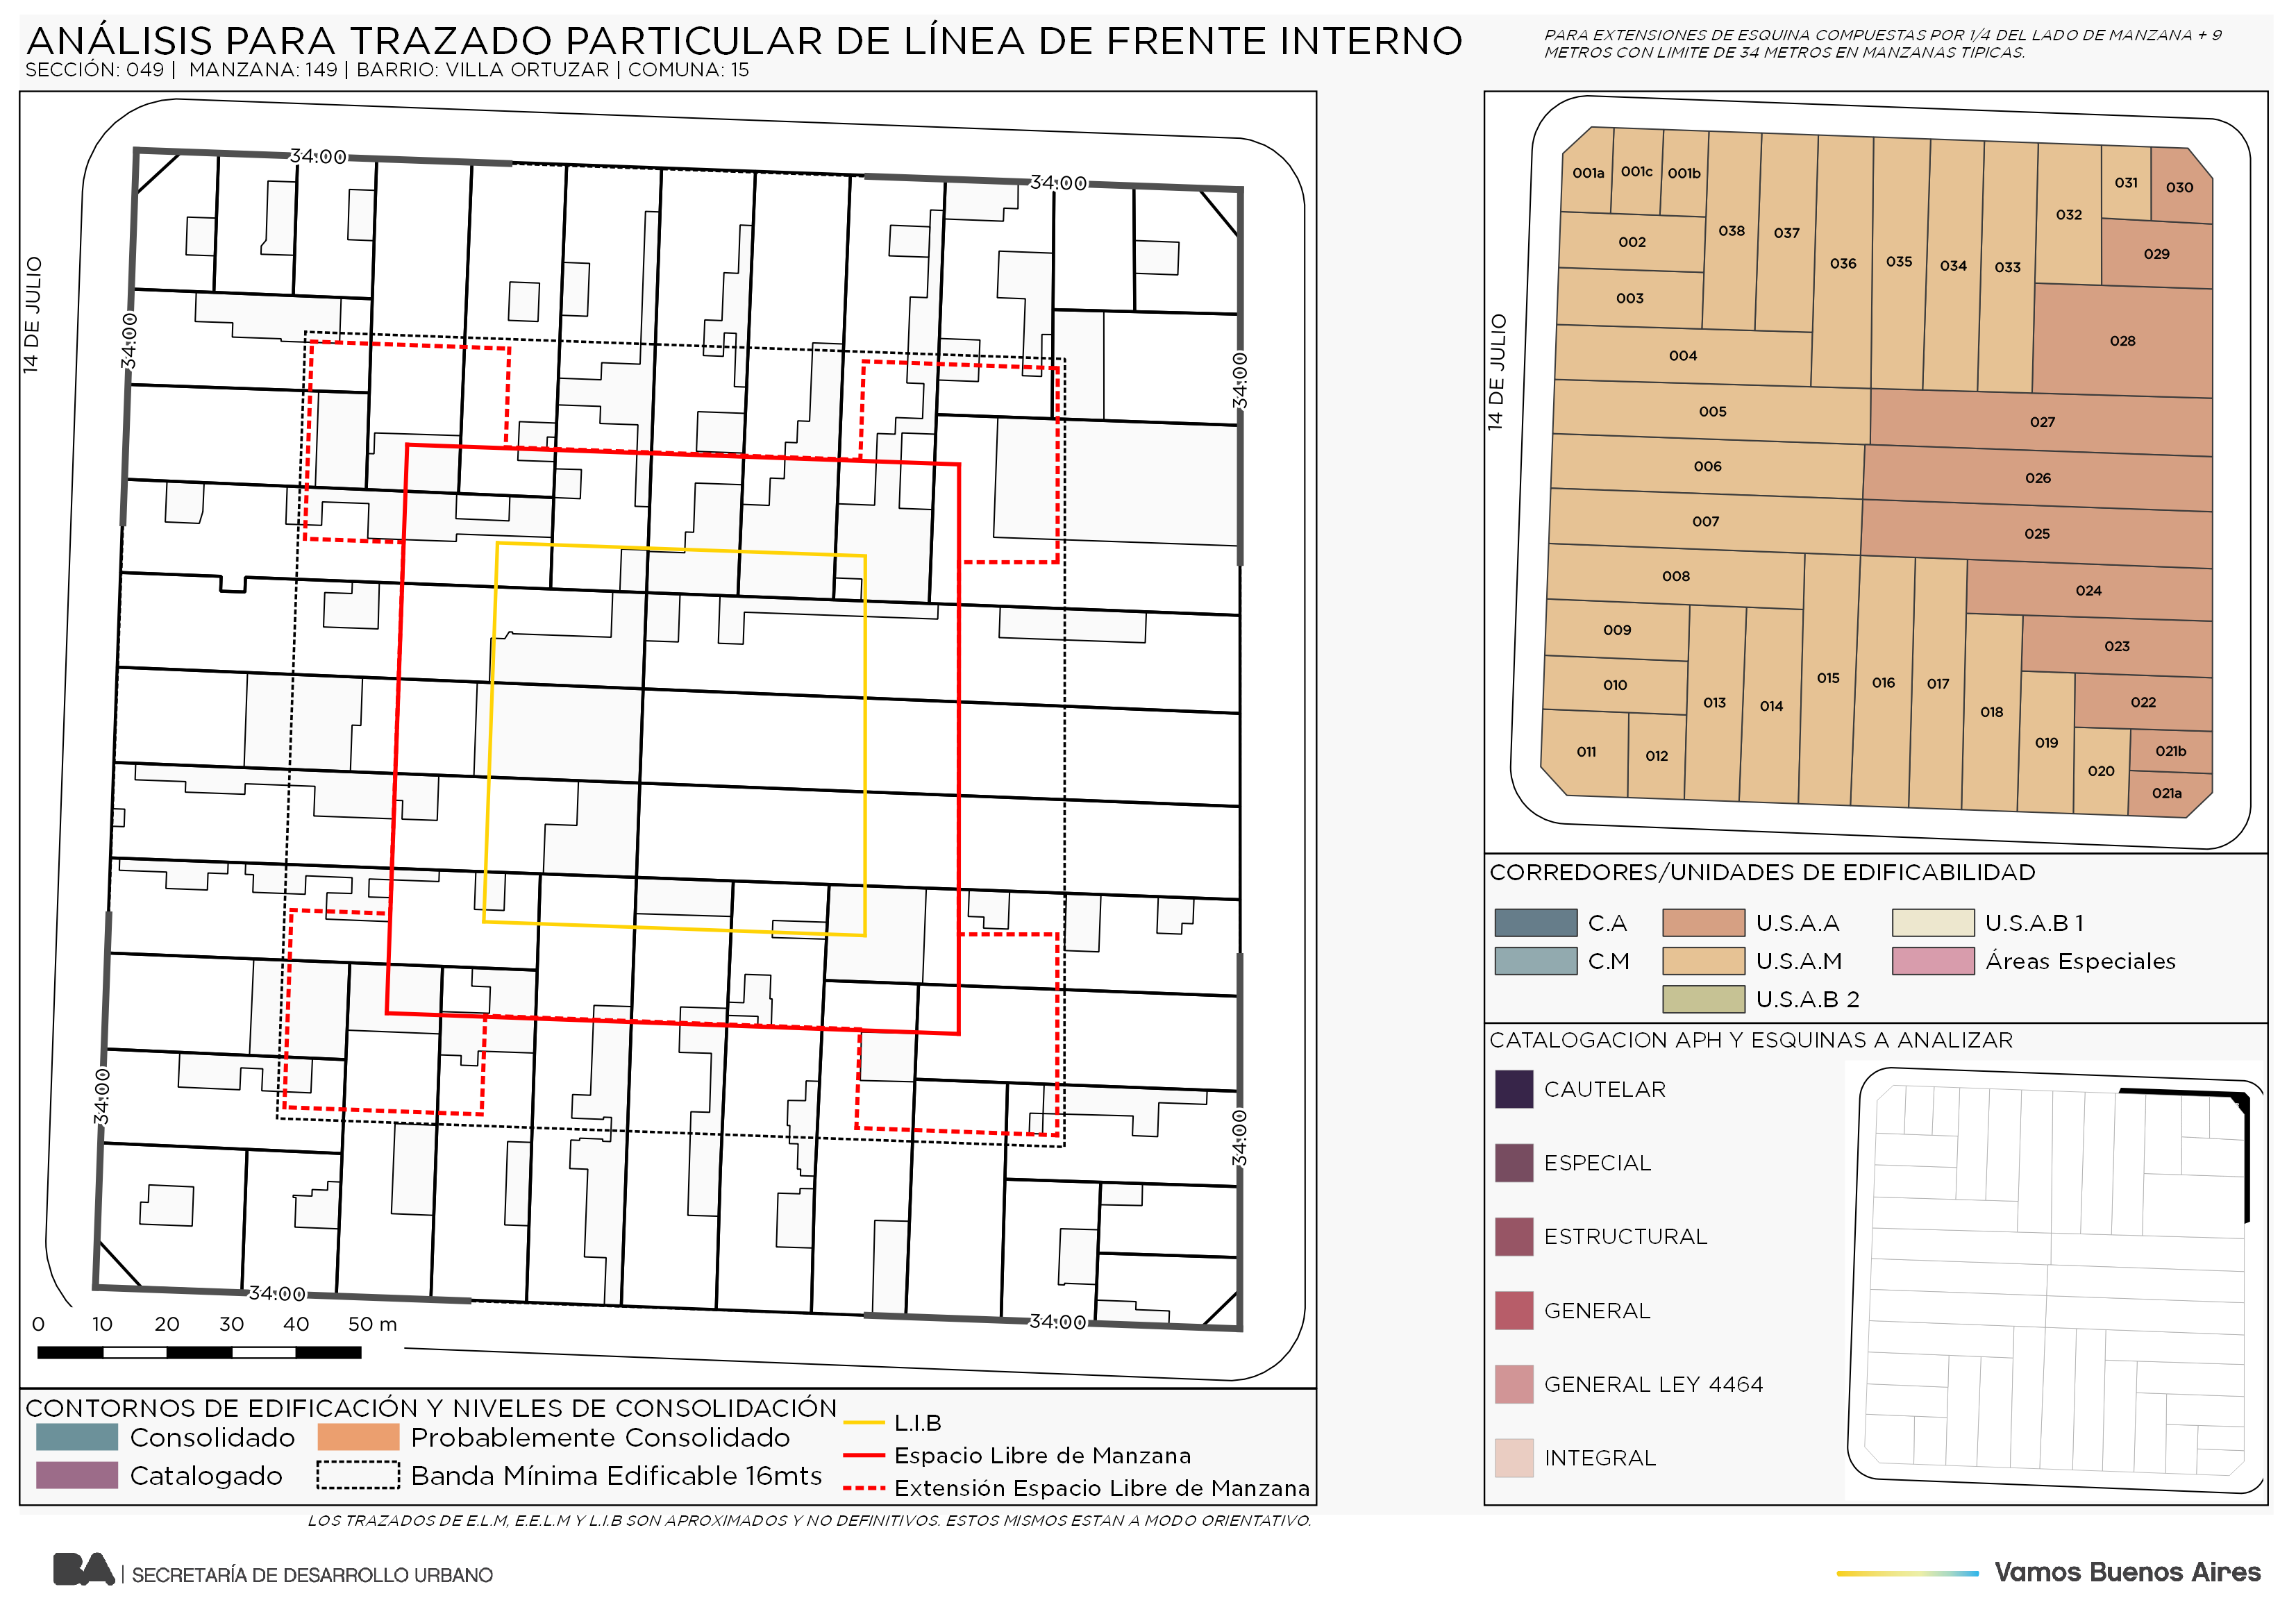 ANÁLISIS PARA TRAZADO PARTICULAR DE LÍNEA DE FRENTE INTERNO
SECCIÓN: 049 | MANZANA: 149 | BARRIO: VILLA ORTUZAR | COMUNA: 15
PARA EXTENSIONES DE ESQUINA COMPUESTAS POR 1/4 DEL LADO DE MANZANA + 9
METROS CON LIMITE DE 34 METROS EN MANZANAS TIPICAS.
34:00
34:00
14 DE JULIO
34:00
34:00
34:00
34:00
34:00
34:00
0 10 20 30 40 50 m
CONTORNOS DE EDIFICACIÓN Y NIVELES DE CONSOLIDACIÓN
Consolidado
Probablemente Consolidado
Catalogado
Banda Mínima Edificable 16mts
L.I.B
Espacio Libre de Manzana
Extensión Espacio Libre de Manzana
LOS TRAZADOS DE E.L.M, E.E.L.M Y L.I.B SON APROXIMADOS Y NO DEFINITIVOS. ESTOS MISMOS ESTAN A MODO ORIENTATIVO.
14 DE JULIO
001a 001c 001b
031
030
032
002
038
037
029
036
035
034
033
003
028
004
005
027
006
026
007
025
008
024
009
023
010
015
016
017
013
014
018
022
011
012
019
020
021b
021a
CORREDORES/UNIDADES DE EDIFICABILIDAD
C.A
U.S.A.A
U.S.A.B 1
C.M
U.S.A.M
Áreas Especiales
U.S.A.B 2
CATALOGACION APH Y ESQUINAS A ANALIZAR
CAUTELAR
ESPECIAL
ESTRUCTURAL
GENERAL
GENERAL LEY 4464
INTEGRAL
BA | SECRETARÍA DE DESARROLLO URBANO
Vamos Buenos Aires